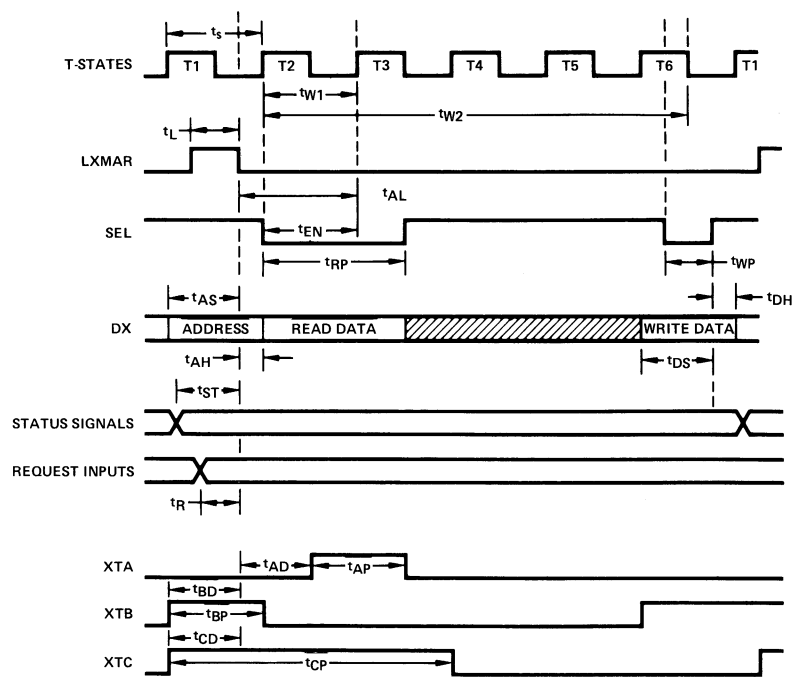 tS
T-STATES T1 T2 T3 T4 T5 T6 T1
tW1
tW2
tL
LXMAR
tAL
SEL
tEN
tRP
tWP
tAS
tDH
DX ADDRESS READ DATA WRITE DATA
tAH
tDS
tST
STATUS SIGNALS
REQUEST INPUTS
tR
XTA
tAD tAP
tBD
XTB
tBP
tCD
XTC
tCP